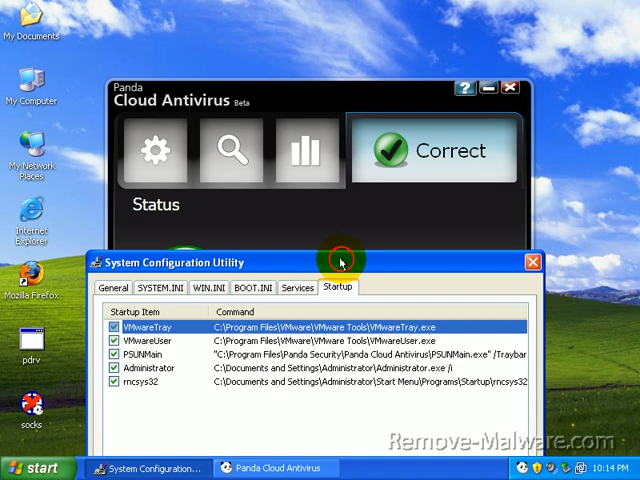 My Documents
My Computer
My Network
Places
Internet
Explorer
Mozilla Firefox
pdrv
socks
Panda
Cloud Antivirus Beta
?
Correct
Status
System Configuration Utility
General SYSTEM.INI WIN.INI BOOT.INI Services Startup
Startup Item Command
VMwareTray C:\Program Files\VMware\VMware Tools\VMwareTray.exe
VMwareUser C:\Program Files\VMware\VMware Tools\VMwareUser.exe
PSUNMain "C:\Program Files\Panda Security\Panda Cloud Antivirus\PSUNMain.exe" /Traybar
Administrator C:\Documents and Settings\Administrator\Administrator.exe /i
rncsys32 C:\Documents and Settings\Administrator\Start Menu\Programs\Startup\rncsys32
Remove-Malware.com
start System Configuration... Panda Cloud Antivirus 10:14 PM